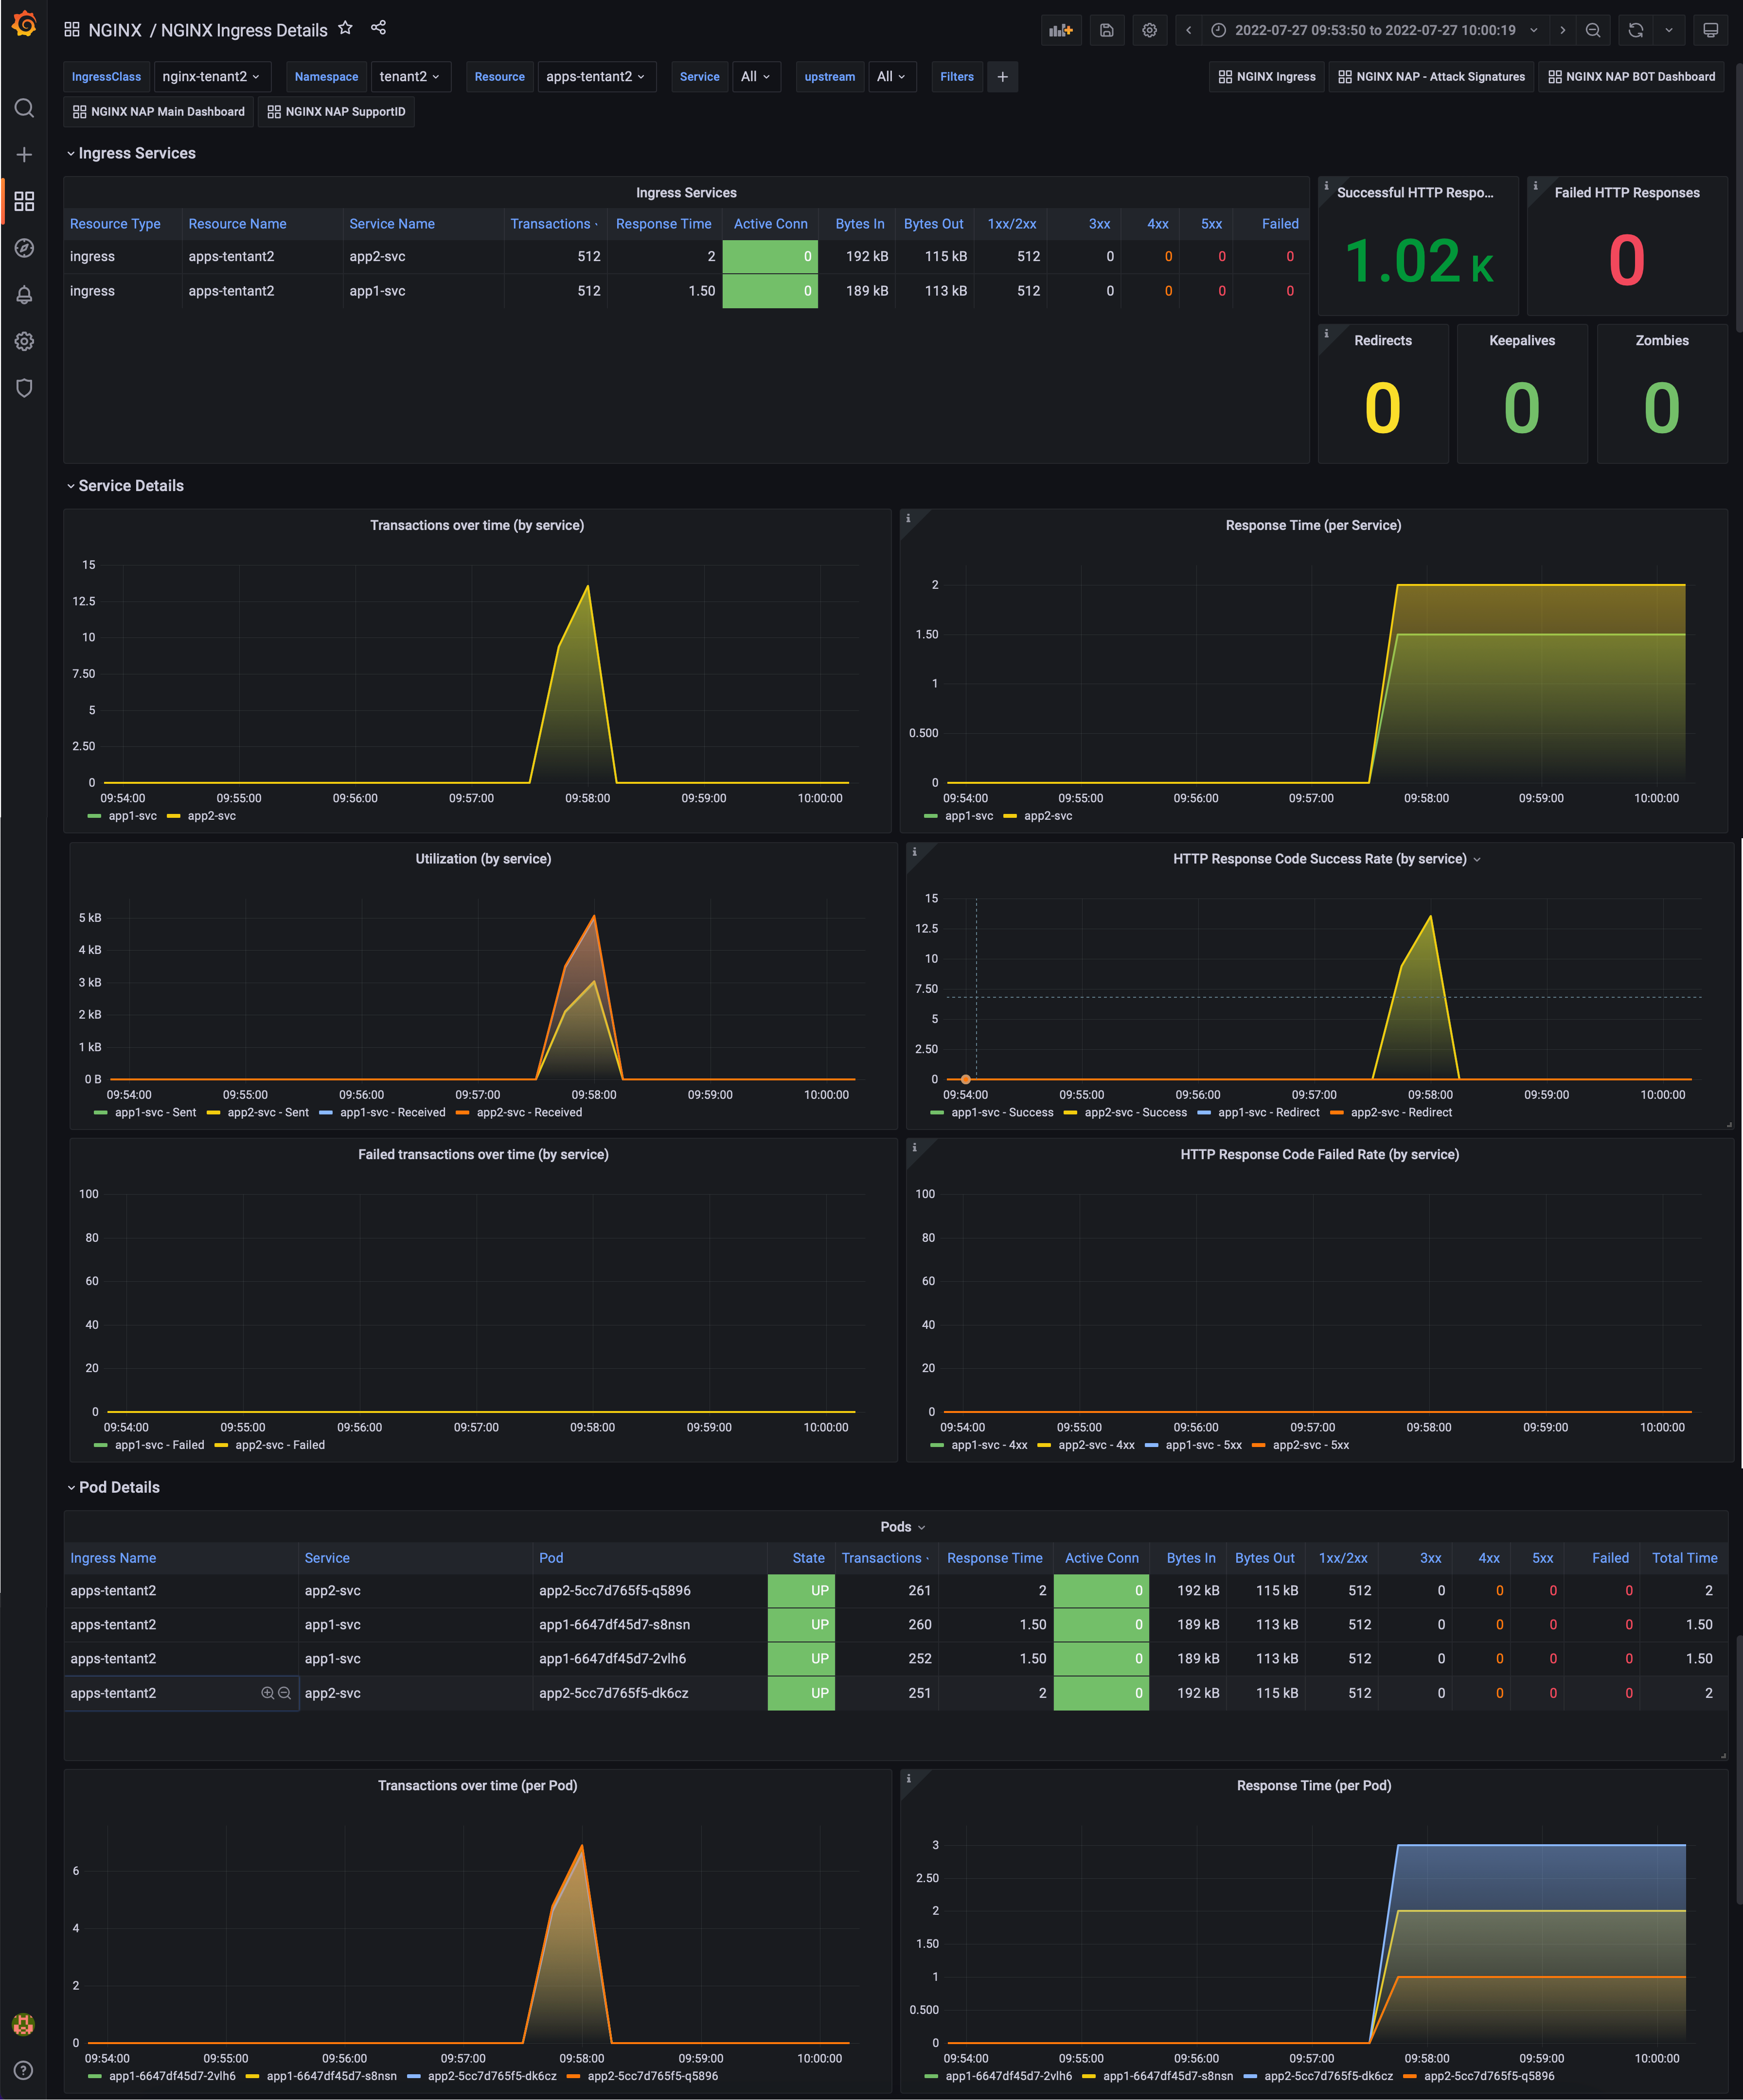 NGINX / NGINX Ingress Details
2022-07-27 09:53:50 to 2022-07-27 10:00:19
IngressClass nginx-tenant2 Namespace tenant2 Resource apps-tentant2 Service All upstream All Filters + NGINX Ingress NGINX NAP - Attack Signatures NGINX NAP BOT Dashboard
NGINX NAP Main Dashboard NGINX NAP SupportID
Ingress Services
Ingress Services
Resource Type Resource Name Service Name Transactions Response Time Active Conn Bytes In Bytes Out 1xx/2xx 3xx 4xx 5xx Failed
ingress apps-tentant2 app2-svc 512 2 0 192 kB 115 kB 512 0 0 0 0
ingress apps-tentant2 app1-svc 512 1.50 0 189 kB 113 kB 512 0 0 0 0
Successful HTTP Respo...
1.02 K
Failed HTTP Responses
0
Redirects
0
Keepalives
0
Zombies
0
Service Details
Transactions over time (by service)
15
12.5
10
7.50
5
2.50
0
09:54:00 09:55:00 09:56:00 09:57:00 09:58:00 09:59:00 10:00:00
app1-svc app2-svc
Response Time (per Service)
2
1.50
1
0.500
0
09:54:00 09:55:00 09:56:00 09:57:00 09:58:00 09:59:00 10:00:00
app1-svc app2-svc
Utilization (by service)
5 kB
4 kB
3 kB
2 kB
1 kB
0 B
09:54:00 09:55:00 09:56:00 09:57:00 09:58:00 09:59:00 10:00:00
app1-svc - Sent app2-svc - Sent app1-svc - Received app2-svc - Received
HTTP Response Code Success Rate (by service)
15
12.5
10
7.50
5
2.50
0
09:54:00 09:55:00 09:56:00 09:57:00 09:58:00 09:59:00 10:00:00
app1-svc - Success app2-svc - Success app1-svc - Redirect app2-svc - Redirect
Failed transactions over time (by service)
100
80
60
40
20
0
09:54:00 09:55:00 09:56:00 09:57:00 09:58:00 09:59:00 10:00:00
app1-svc - Failed app2-svc - Failed
HTTP Response Code Failed Rate (by service)
100
80
60
40
20
0
09:54:00 09:55:00 09:56:00 09:57:00 09:58:00 09:59:00 10:00:00
app1-svc - 4xx app2-svc - 4xx app1-svc - 5xx app2-svc - 5xx
Pod Details
Pods
Ingress Name Service Pod State Transactions Response Time Active Conn Bytes In Bytes Out 1xx/2xx 3xx 4xx 5xx Failed Total Time
apps-tentant2 app2-svc app2-5cc7d765f5-q5896 UP 261 2 0 192 kB 115 kB 512 0 0 0 0 2
apps-tentant2 app1-svc app1-6647df45d7-s8nsn UP 260 1.50 0 189 kB 113 kB 512 0 0 0 0 1.50
apps-tentant2 app1-svc app1-6647df45d7-2vlh6 UP 252 1.50 0 189 kB 113 kB 512 0 0 0 0 1.50
apps-tentant2 app2-svc app2-5cc7d765f5-dk6cz UP 251 2 0 192 kB 115 kB 512 0 0 0 0 2
Transactions over time (per Pod)
6
4
2
0
09:54:00 09:55:00 09:56:00 09:57:00 09:58:00 09:59:00 10:00:00
app1-6647df45d7-2vlh6 app1-6647df45d7-s8nsn app2-5cc7d765f5-dk6cz app2-5cc7d765f5-q5896
Response Time (per Pod)
3
2.50
2
1.50
1
0.500
0
09:54:00 09:55:00 09:56:00 09:57:00 09:58:00 09:59:00 10:00:00
app1-6647df45d7-2vlh6 app1-6647df45d7-s8nsn app2-5cc7d765f5-dk6cz app2-5cc7d765f5-q5896